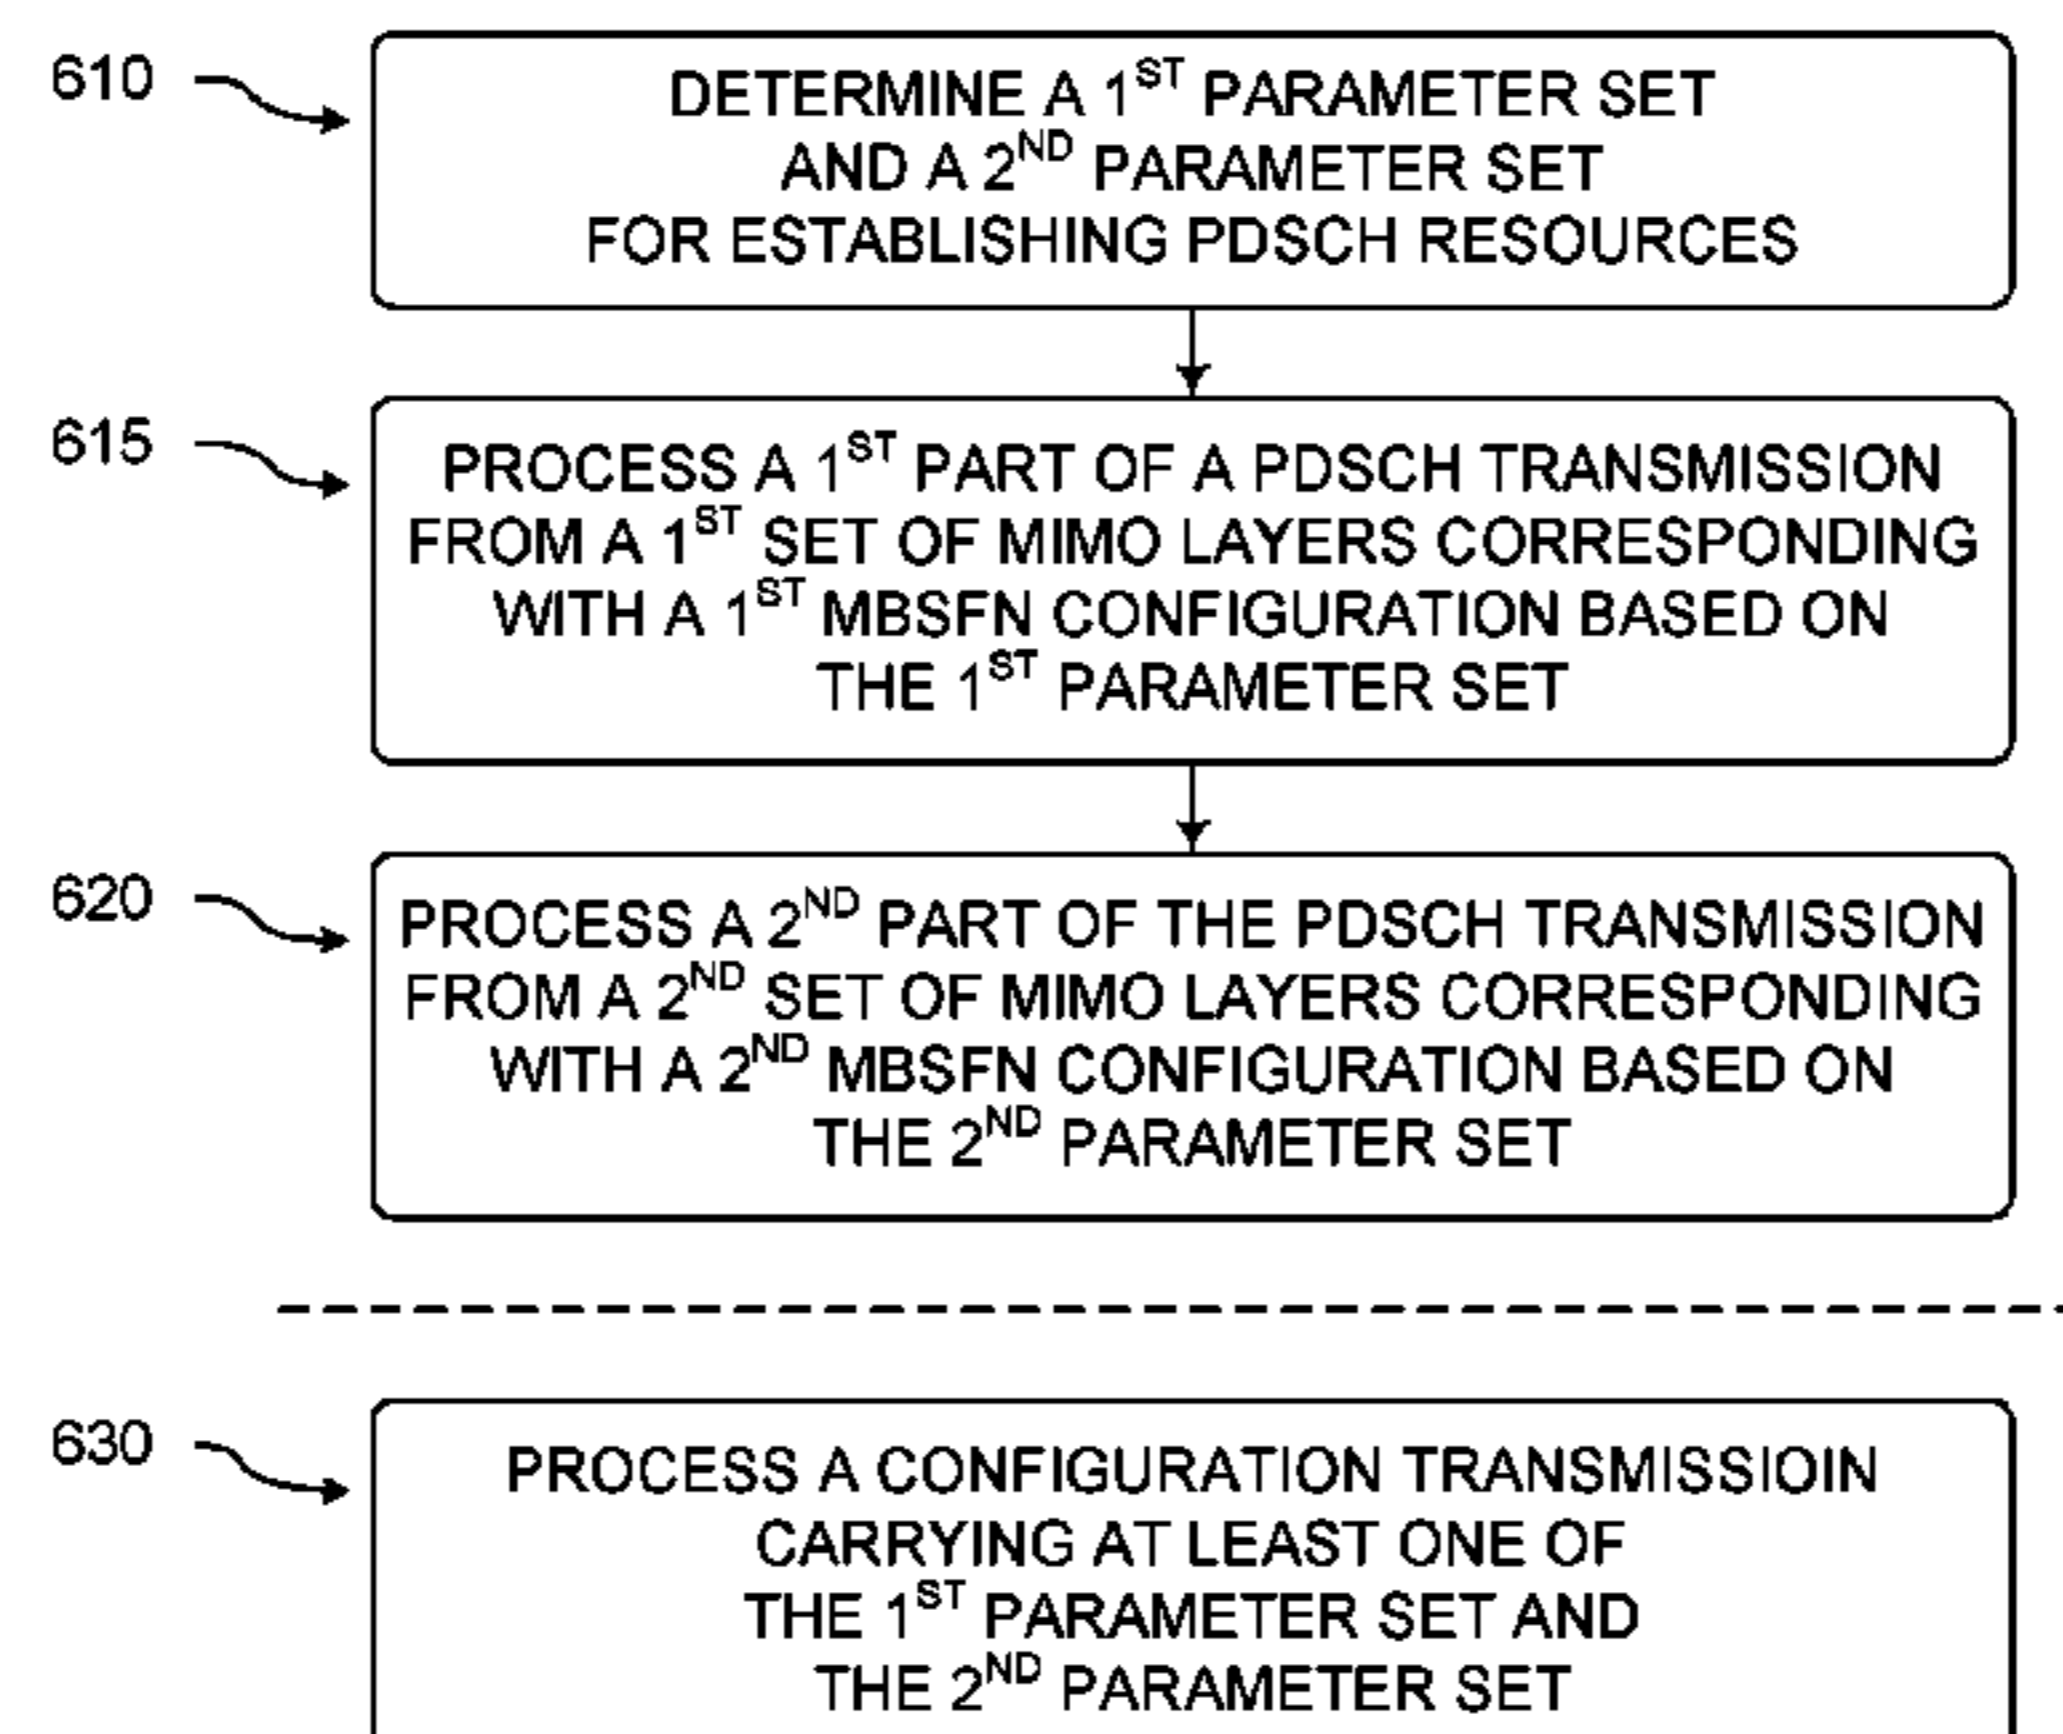 610
DETERMINE A 1ST PARAMETER SET
AND A 2ND PARAMETER SET
FOR ESTABLISHING PDSCH RESOURCES
615
PROCESS A 1ST PART OF A PDSCH TRANSMISSION
FROM A 1ST SET OF MIMO LAYERS CORRESPONDING
WITH A 1ST MBSFN CONFIGURATION BASED ON
THE 1ST PARAMETER SET
620
PROCESS A 2ND PART OF THE PDSCH TRANSMISSION
FROM A 2ND SET OF MIMO LAYERS CORRESPONDING
WITH A 2ND MBSFN CONFIGURATION BASED ON
THE 2ND PARAMETER SET
630
PROCESS A CONFIGURATION TRANSMISSIOIN
CARRYING AT LEAST ONE OF
THE 1ST PARAMETER SET AND
THE 2ND PARAMETER SET